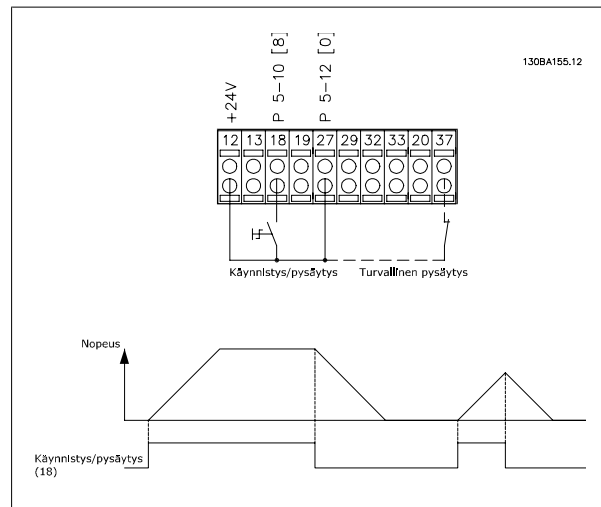 130BA155.12
+24V
P 5-10 [8]
P 5-12 [0]
12 13 18 19 27 29 32 33 20 37
Käynnistys/pysäytys
Turvallinen pysäytys
Nopeus
Käynnistys/pysäytys
(18)